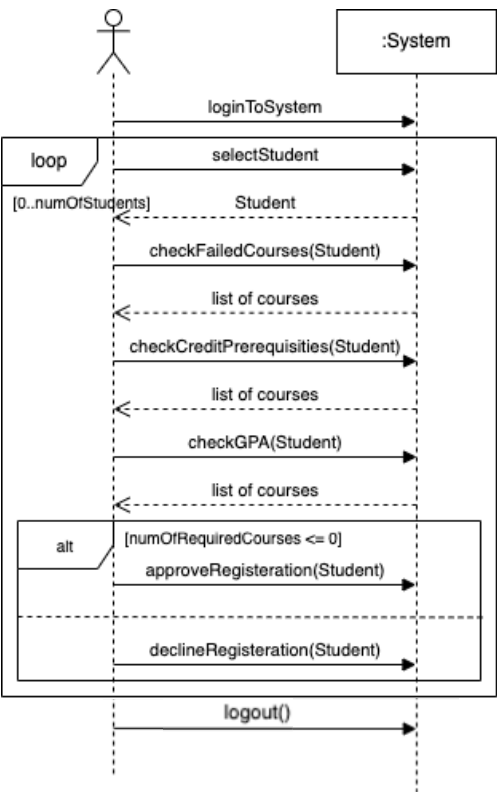 :System
loginToSystem
loop
selectStudent
[0..numOfStudents]
Student
checkFailedCourses(Student)
list of courses
checkCreditPrerequisities(Student)
list of courses
checkGPA(Student)
list of courses
alt
[numOfRequiredCourses <= 0]
approveRegisteration(Student)
declineRegisteration(Student)
logout()